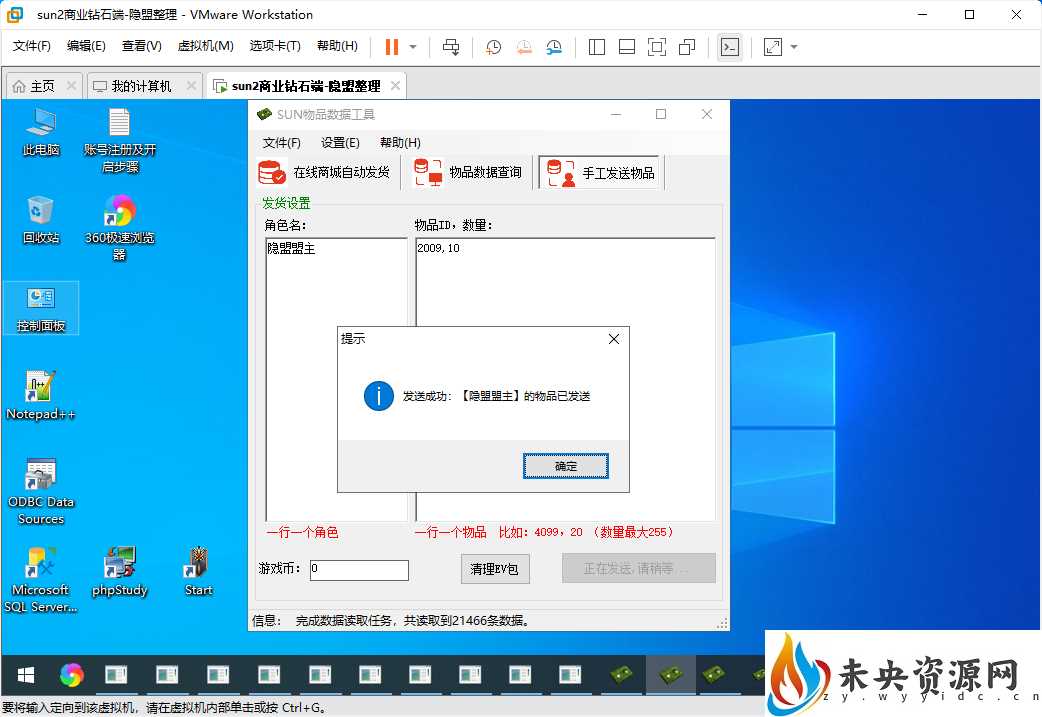 sun2商业钻石端-隐盟整理 - VMware Workstation
文件(F) 编辑(E) 查看(V) 虚拟机(M) 选项卡(T) 帮助(H)
主页 我的计算机 sun2商业钻石端-隐盟整理
此电脑
账号注册及开
启步骤
回收站
360极速浏览
器
控制面板
Notepad++
ODBC Data
Sources
Microsoft
SQL Server...
phpStudy
Start
SUN物品数据工具
文件(F) 设置(E) 帮助(H)
在线商城自动发货 物品数据查询 手工发送物品
发货设置
角色名: 物品ID，数量:
隐盟盟主 2009,10
提示
发送成功: 【隐盟盟主】的物品已发送
确定
一行一个角色 一行一个物品 比如: 4099，20 （数量最大255）
游戏币: 0 清理EV包 正在发送,请稍等...
信息: 完成数据读取任务，共读取到21466条数据。
未央资源网
zy.wyyidc.cn
要将输入定向到该虚拟机，请在虚拟机内部单击或按 Ctrl+G。